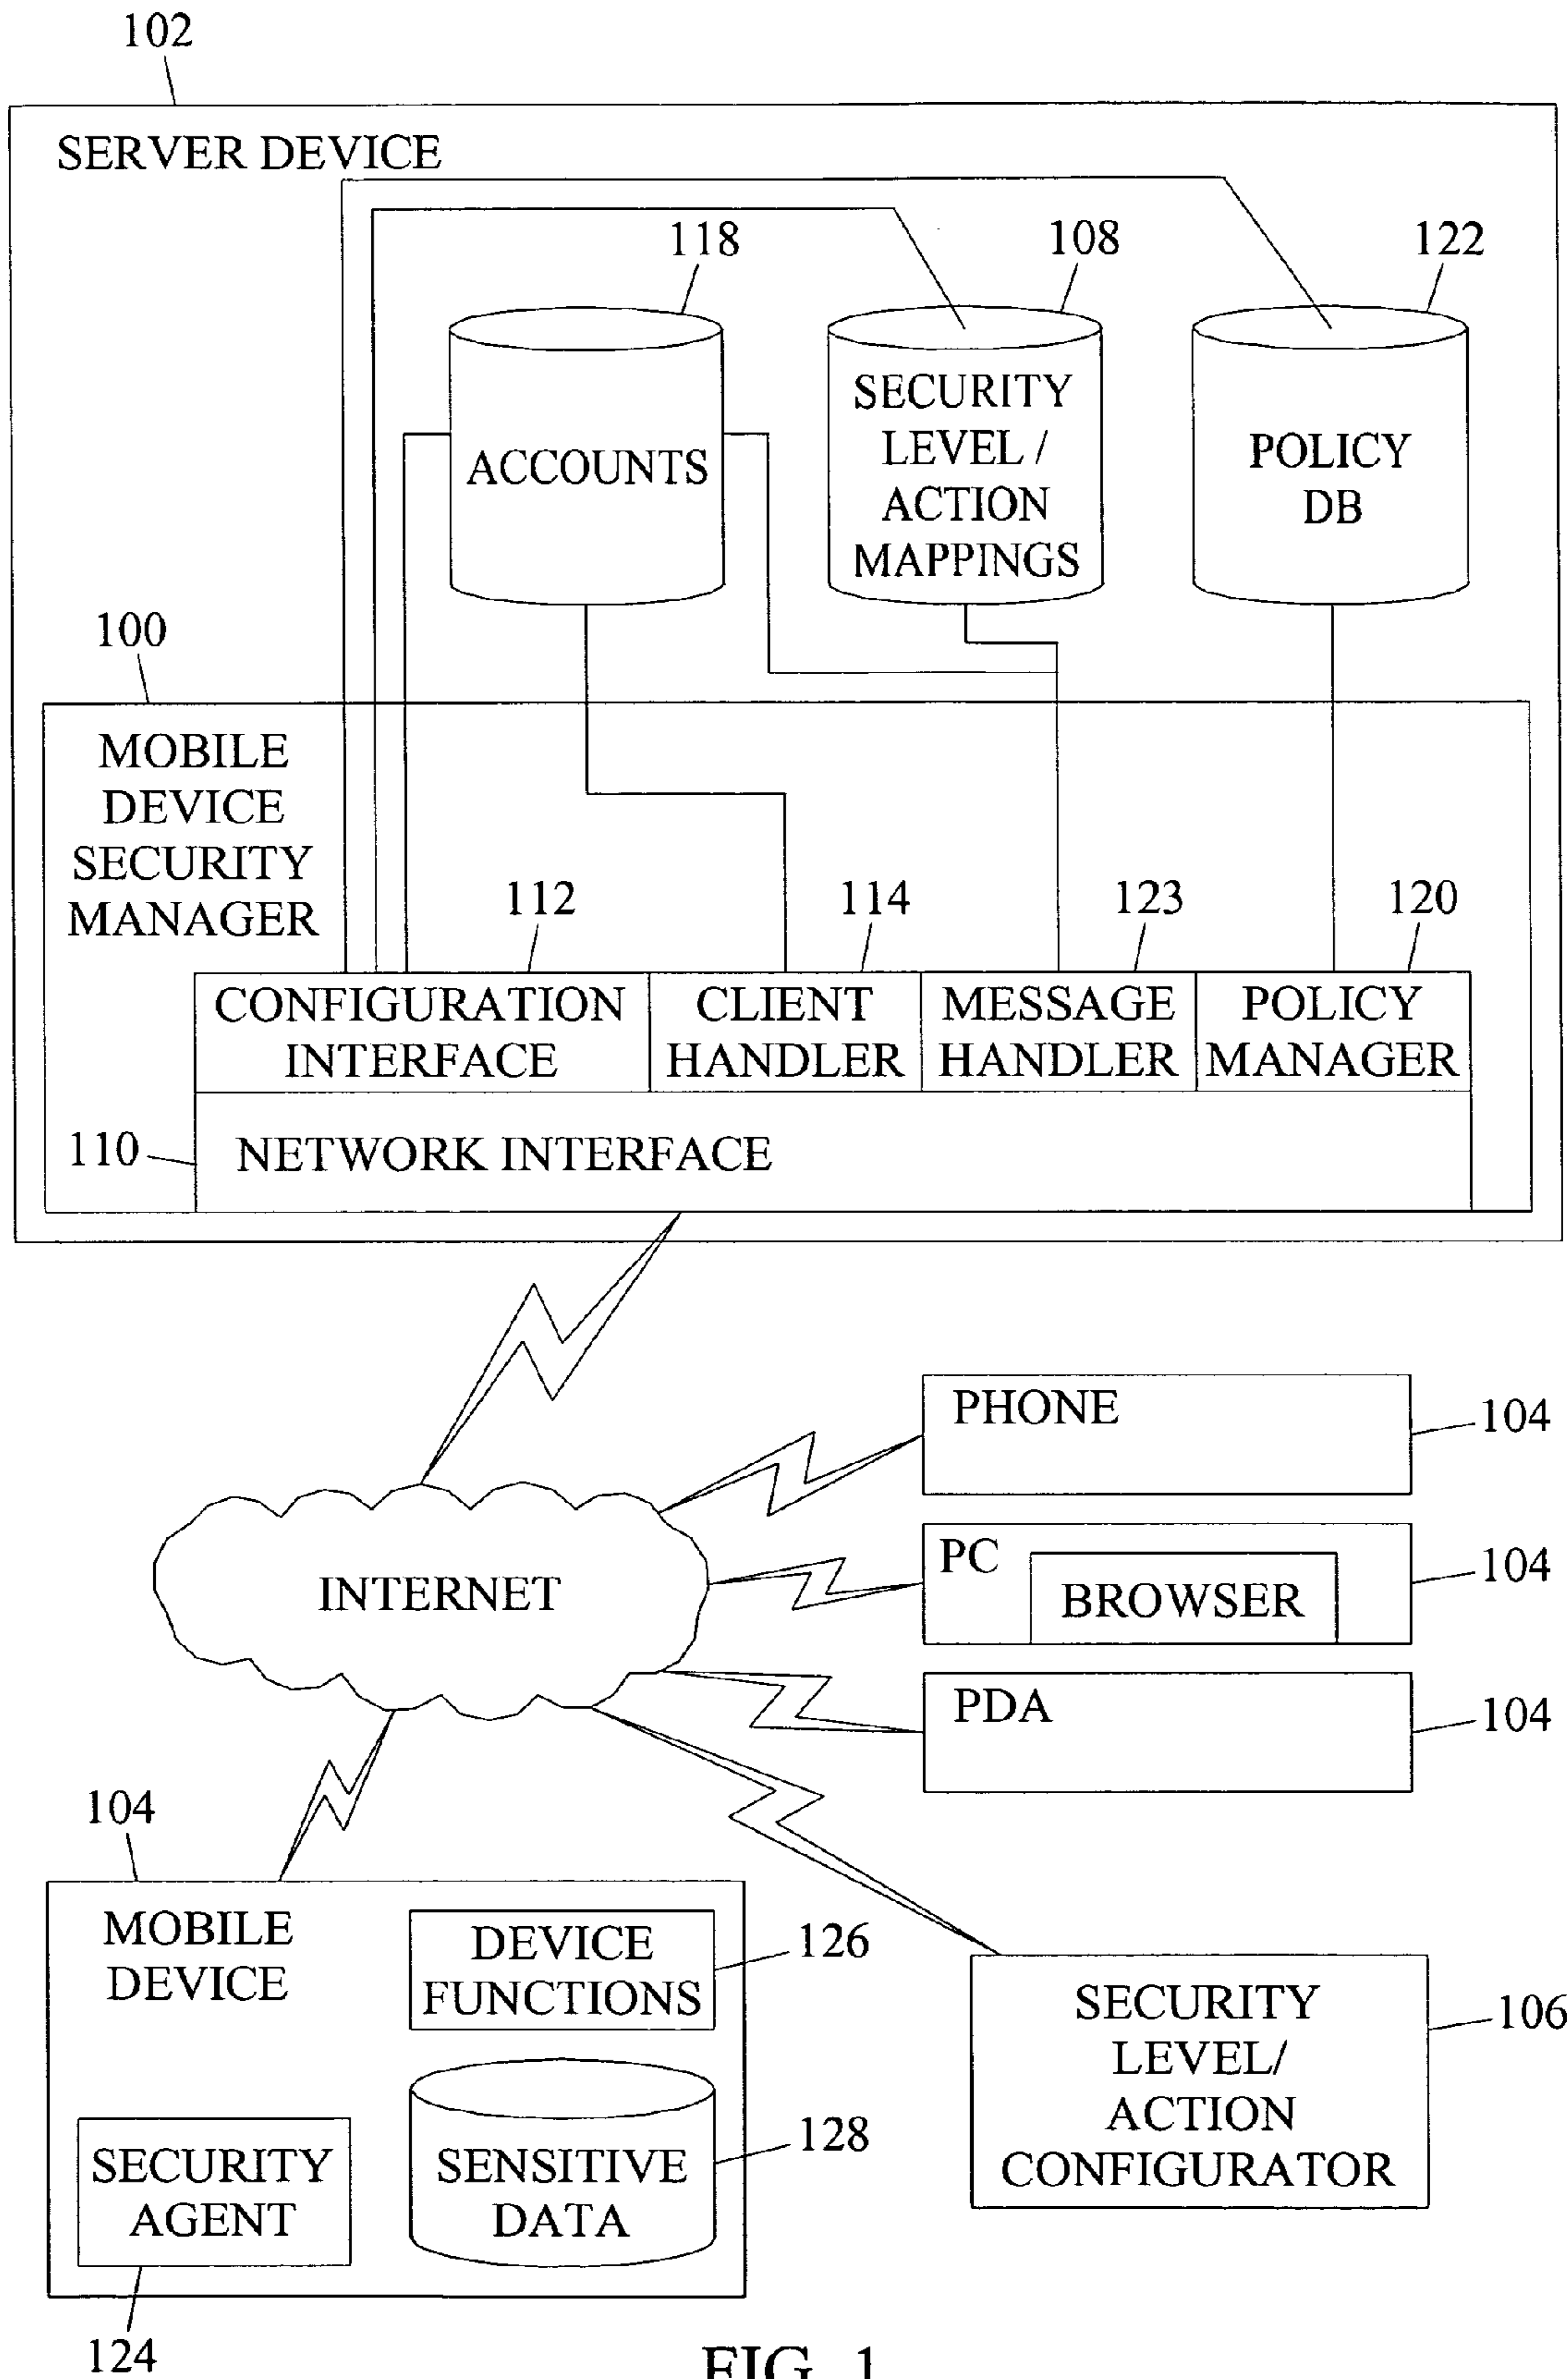 102
SERVER DEVICE
118
108
122
ACCOUNTS
SECURITY
LEVEL /
ACTION
MAPPINGS
POLICY
DB
100
MOBILE
DEVICE
SECURITY
MANAGER
112
114
123
120
CONFIGURATION
INTERFACE
CLIENT
HANDLER
MESSAGE
HANDLER
POLICY
MANAGER
110
NETWORK INTERFACE
PHONE
104
INTERNET
PC
BROWSER
104
PDA
104
104
MOBILE
DEVICE
DEVICE
FUNCTIONS
126
SECURITY
AGENT
SENSITIVE
DATA
128
124
SECURITY
LEVEL/
ACTION
CONFIGURATOR
106
FIG. 1